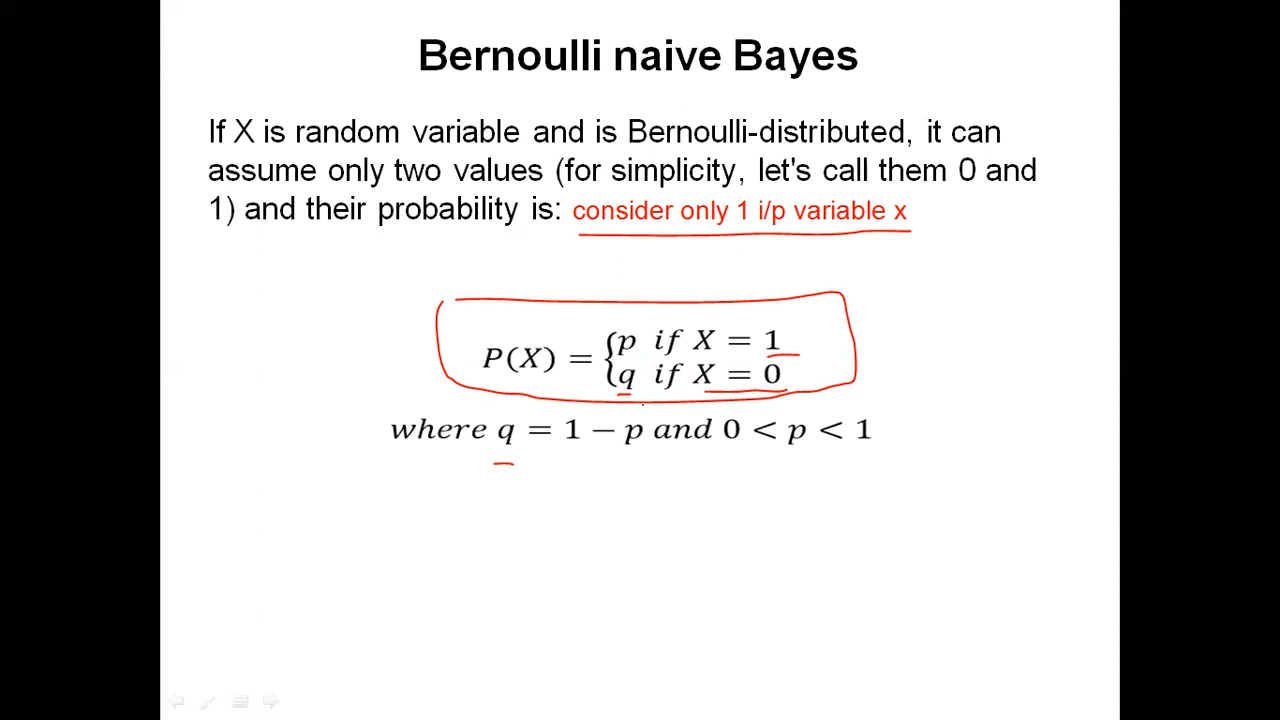 Bernoulli naive Bayes
If X is random variable and is Bernoulli-distributed, it can
assume only two values (for simplicity, let's call them 0 and
1) and their probability is: consider only 1 i/p variable x
P(X) = { p if X = 1
q if X = 0
where q = 1 − p and 0 < p < 1